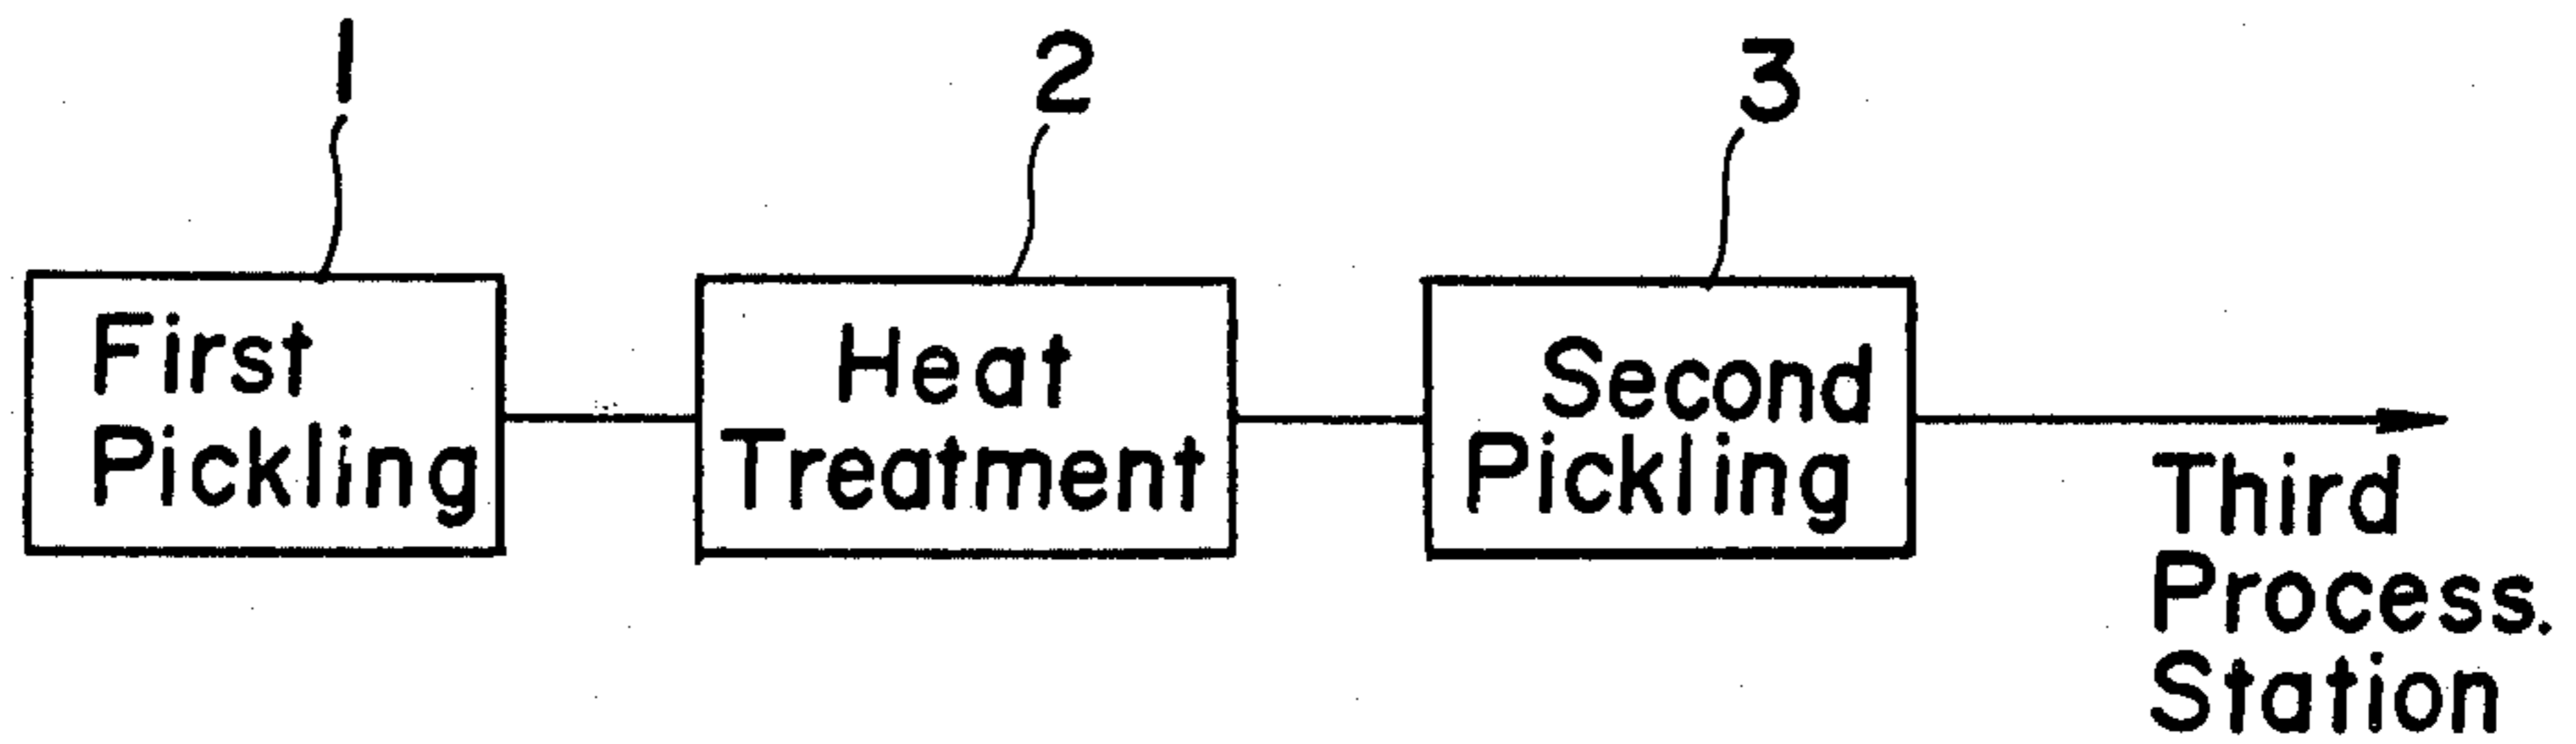 1
2
3
First
Pickling
Heat
Treatment
Second
Pickling
Third
Process.
Station